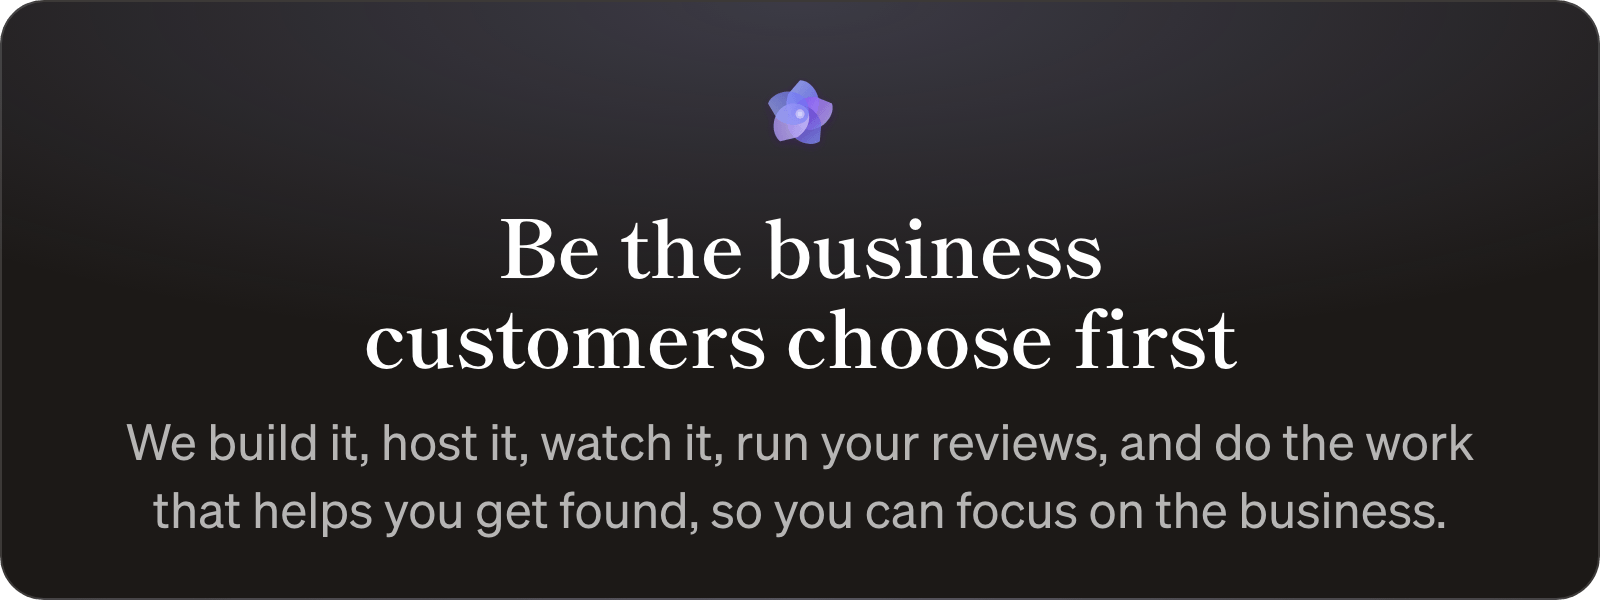 Be the business
customers choose first
We build it, host it, watch it, run your reviews, and do the work
that helps you get found, so you can focus on the business.